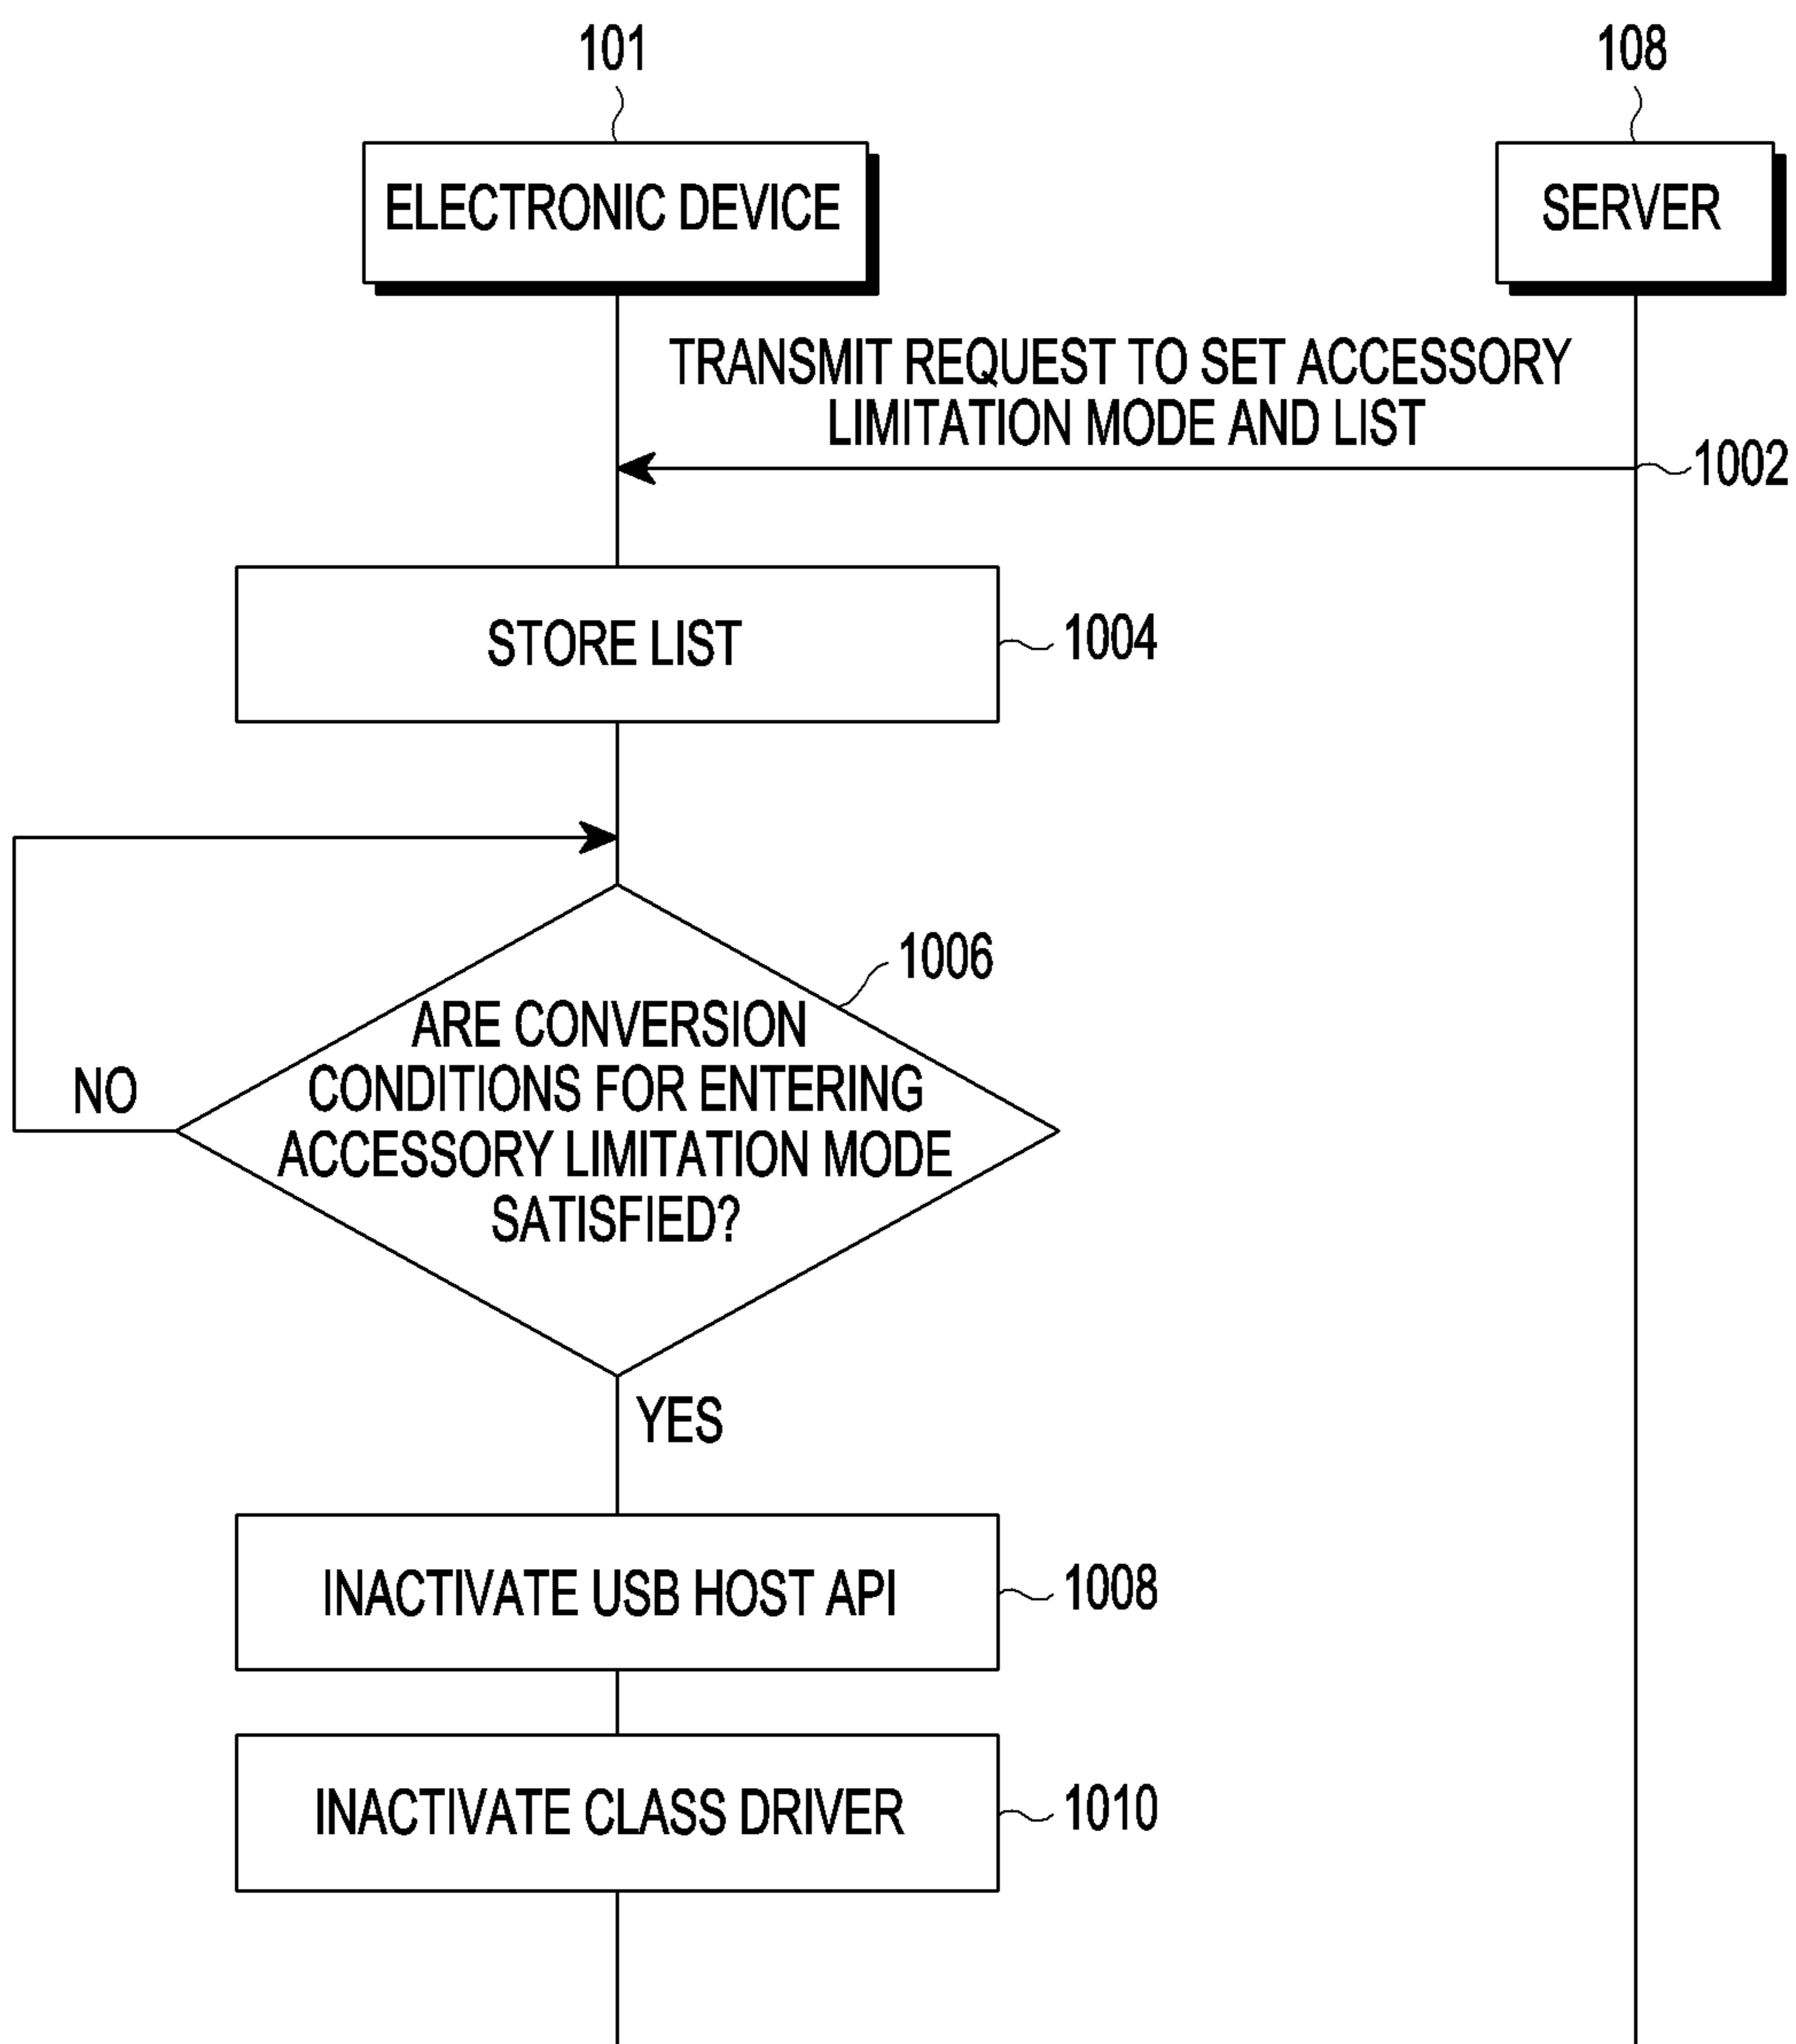 101
108
ELECTRONIC DEVICE
SERVER
TRANSMIT REQUEST TO SET ACCESSORY
LIMITATION MODE AND LIST
1002
STORE LIST
1004
1006
ARE CONVERSION
CONDITIONS FOR ENTERING
ACCESSORY LIMITATION MODE
SATISFIED?
NO
YES
INACTIVATE USB HOST API
1008
INACTIVATE CLASS DRIVER
1010